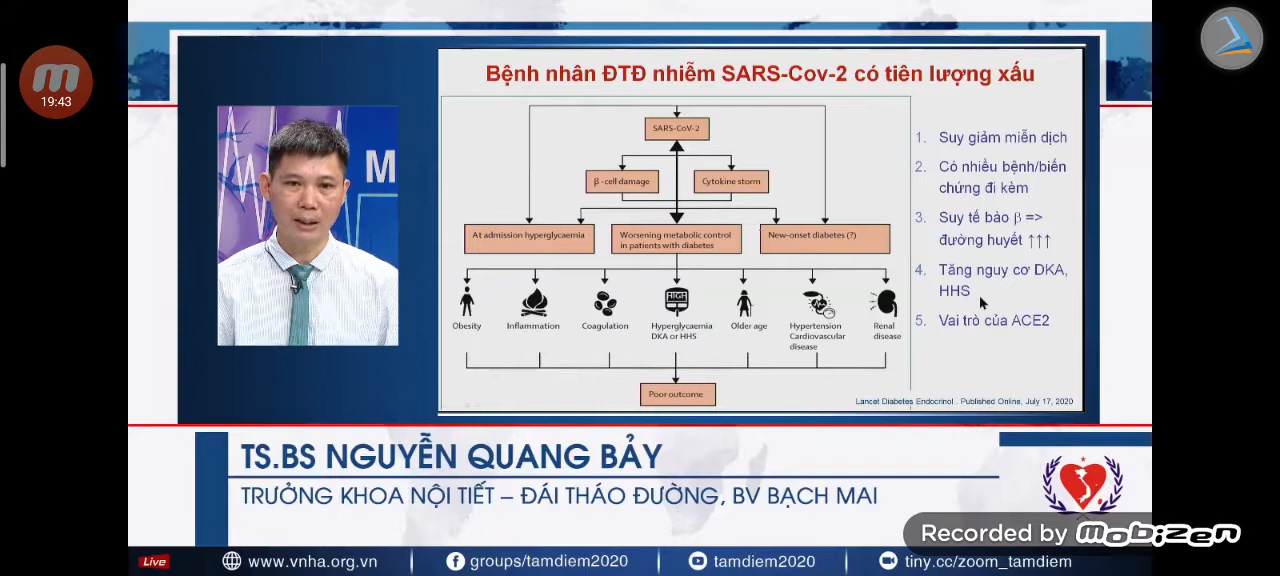 19:43
M
Bệnh nhân ĐTĐ nhiễm SARS-Cov-2 có tiên lượng xấu
SARS-CoV-2
β-cell damage
Cytokine storm
At admission hyperglycaemia
Worsening metabolic control
in patients with diabetes
New-onset diabetes (?)
HIGH
Obesity
Inflammation
Coagulation
Hyperglycaemia
DKA or HHS
Older age
Hypertension
Cardiovascular
disease
Renal
disease
Poor outcome
1. Suy giảm miễn dịch
2. Có nhiều bệnh/biến
chứng đi kèm
3. Suy tế bào β =>
đường huyết ↑↑↑
4. Tăng nguy cơ DKA,
HHS
5. Vai trò của ACE2
Lancet Diabetes Endocrinol . Published Online, July 17, 2020
TS.BS NGUYỄN QUANG BẢY
TRƯỞNG KHOA NỘI TIẾT – ĐÁI THÁO ĐƯỜNG, BV BẠCH MAI
Recorded by mobizen
Live
www.vnha.org.vn
groups/tamdiem2020
tamdiem2020
tiny.cc/zoom_tamdiem